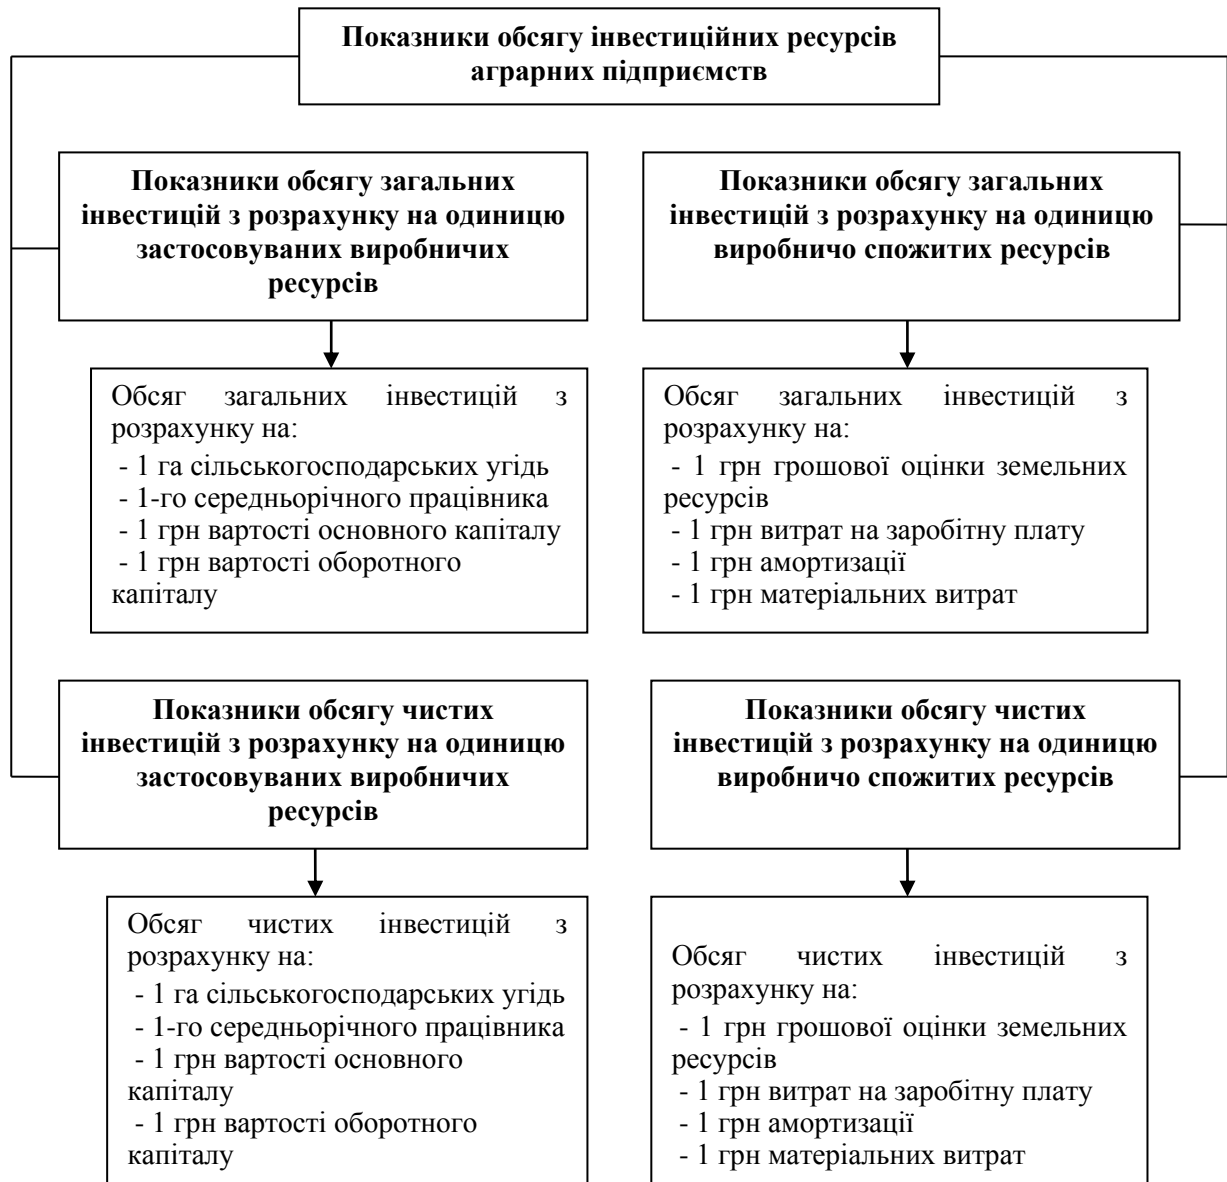 Показники обсягу інвестиційних ресурсів
аграрних підприємств
Показники обсягу загальних
інвестицій з розрахунку на одиницю
застосовуваних виробничих
ресурсів
Показники обсягу загальних
інвестицій з розрахунку на одиницю
виробничо спожитих ресурсів
Обсяг загальних інвестицій з
розрахунку на:
- 1 га сільськогосподарських угідь
- 1-го середньорічного працівника
- 1 грн вартості основного капіталу
- 1 грн вартості оборотного
капіталу
Обсяг загальних інвестицій з
розрахунку на:
- 1 грн грошової оцінки земельних
ресурсів
- 1 грн витрат на заробітну плату
- 1 грн амортизації
- 1 грн матеріальних витрат
Показники обсягу чистих
інвестицій з розрахунку на одиницю
застосовуваних виробничих
ресурсів
Показники обсягу чистих
інвестицій з розрахунку на одиницю
виробничо спожитих ресурсів
Обсяг чистих інвестицій з
розрахунку на:
- 1 га сільськогосподарських угідь
- 1-го середньорічного працівника
- 1 грн вартості основного
капіталу
- 1 грн вартості оборотного
капіталу
Обсяг чистих інвестицій з
розрахунку на:
- 1 грн грошової оцінки земельних
ресурсів
- 1 грн витрат на заробітну плату
- 1 грн амортизації
- 1 грн матеріальних витрат